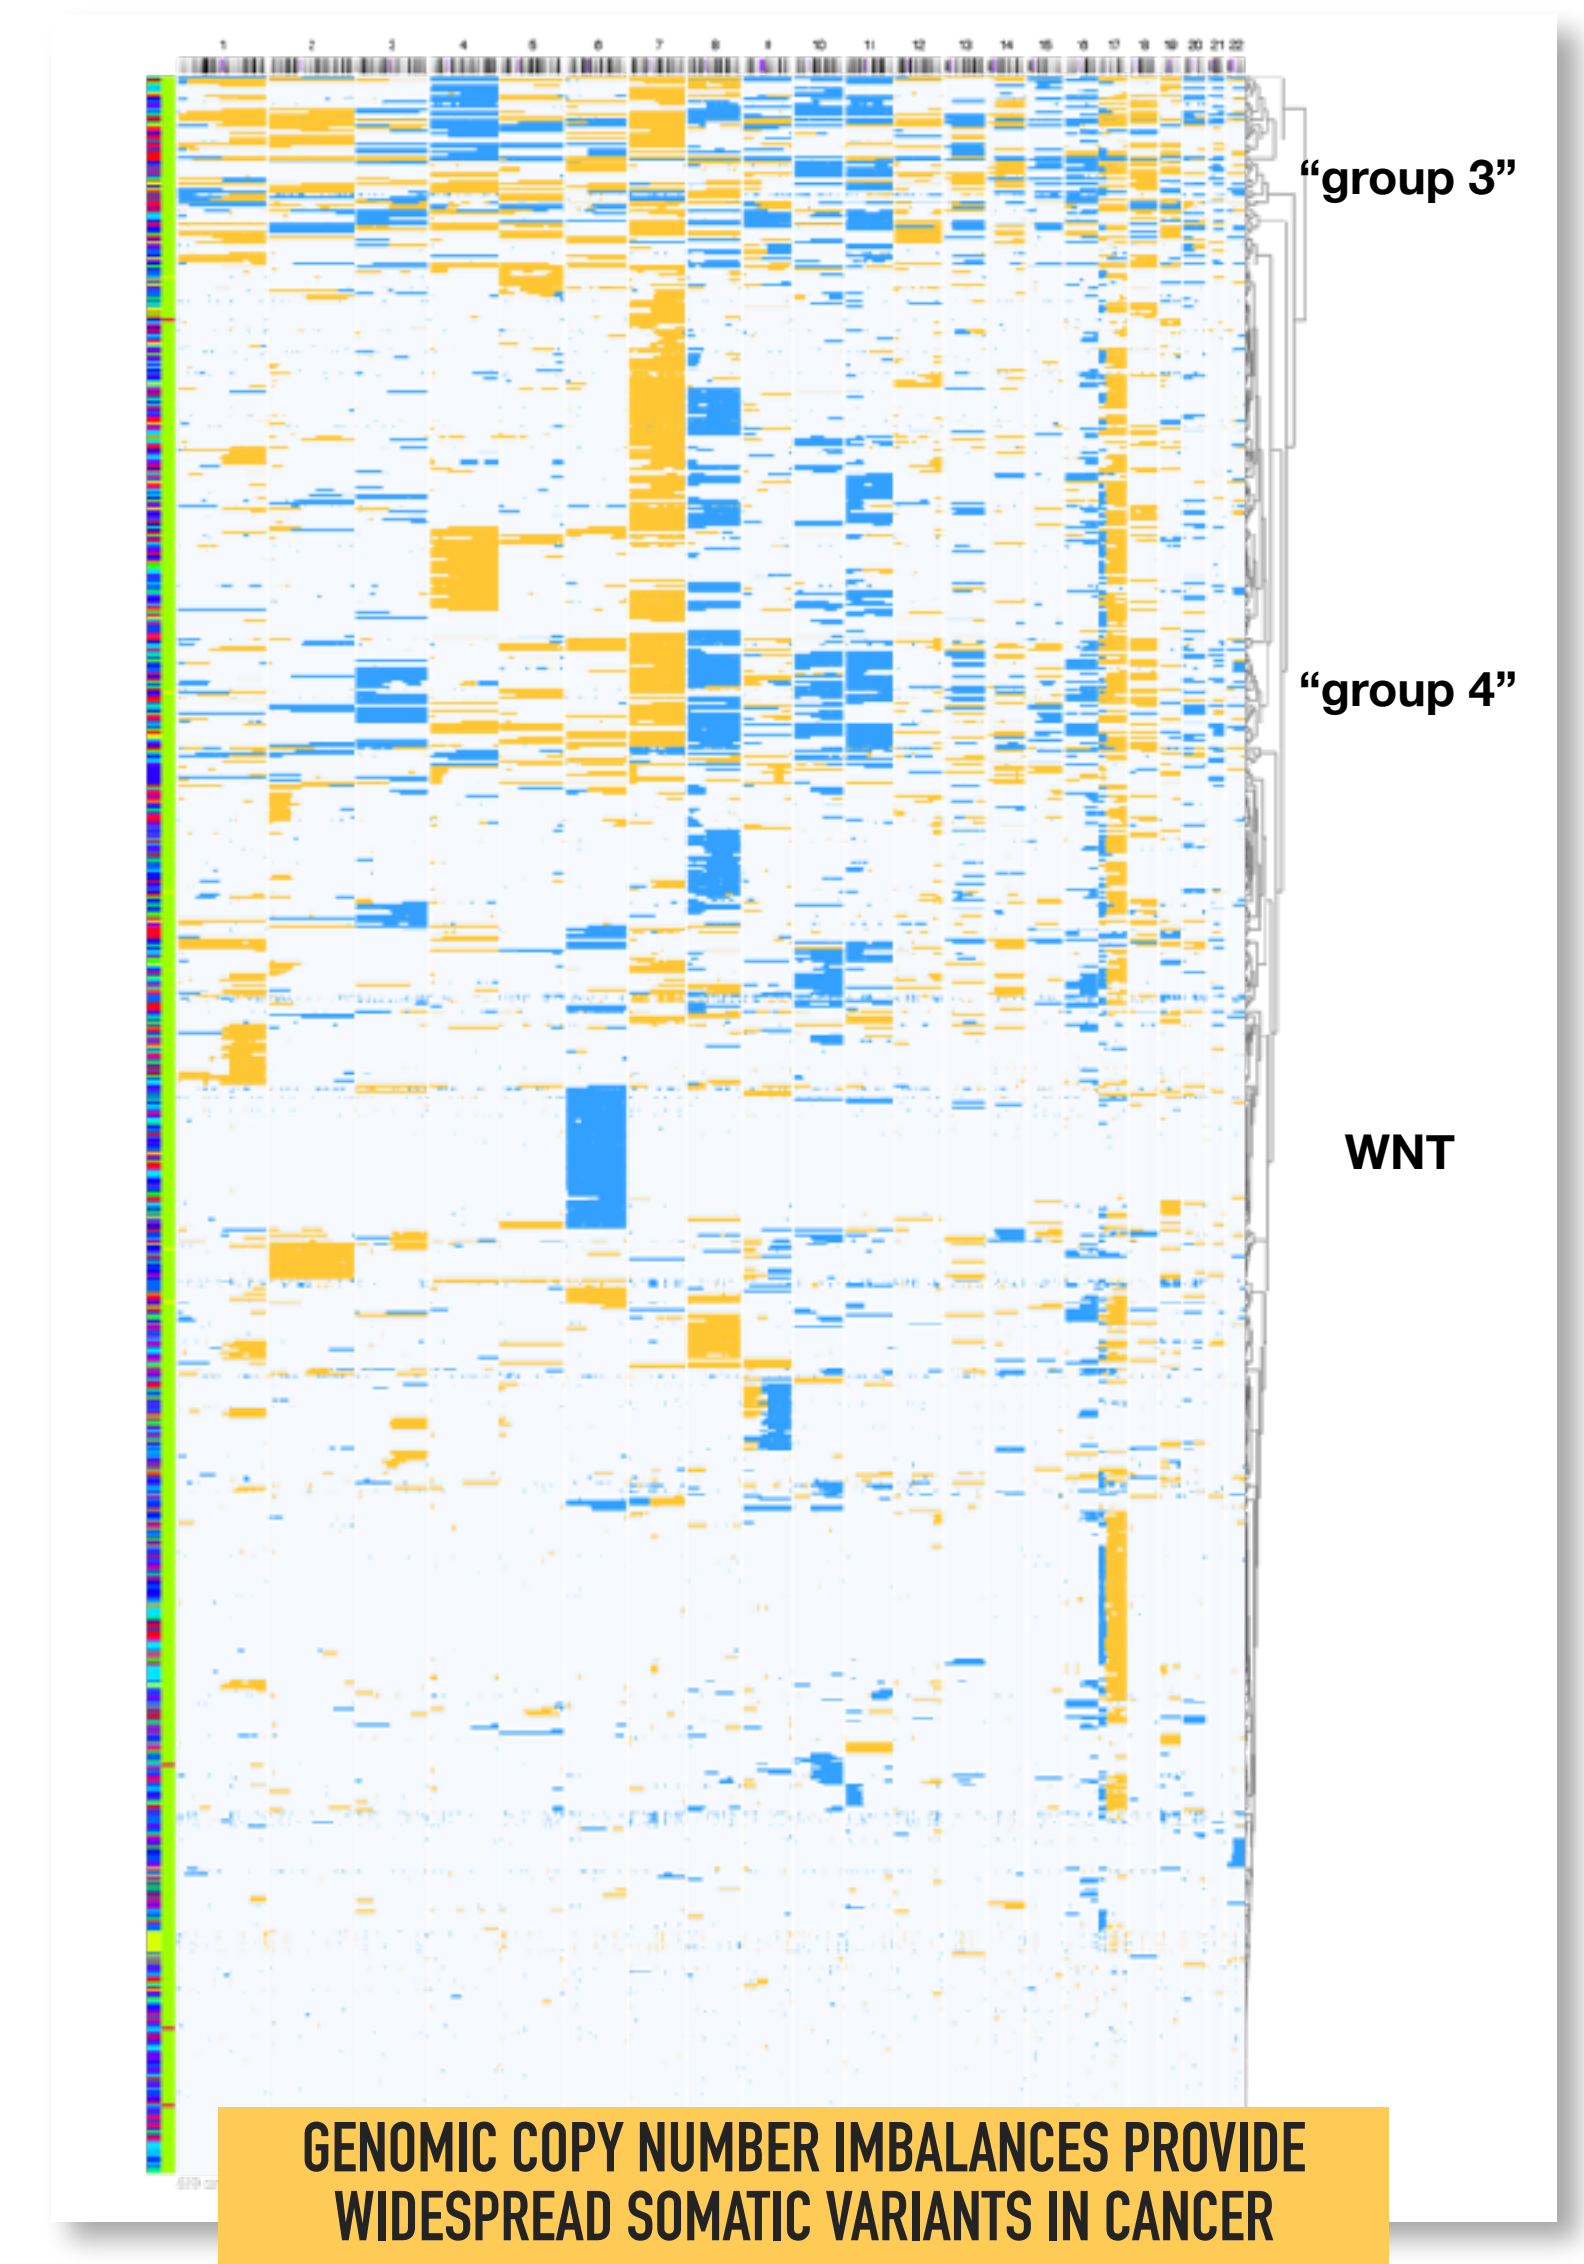 1 2 3 4 5 6 7 8 9 10 11 12 13 14 15 16 17 18 19 20 21 22
“group 3”
“group 4”
WNT
GENOMIC COPY NUMBER IMBALANCES PROVIDE
WIDESPREAD SOMATIC VARIANTS IN CANCER